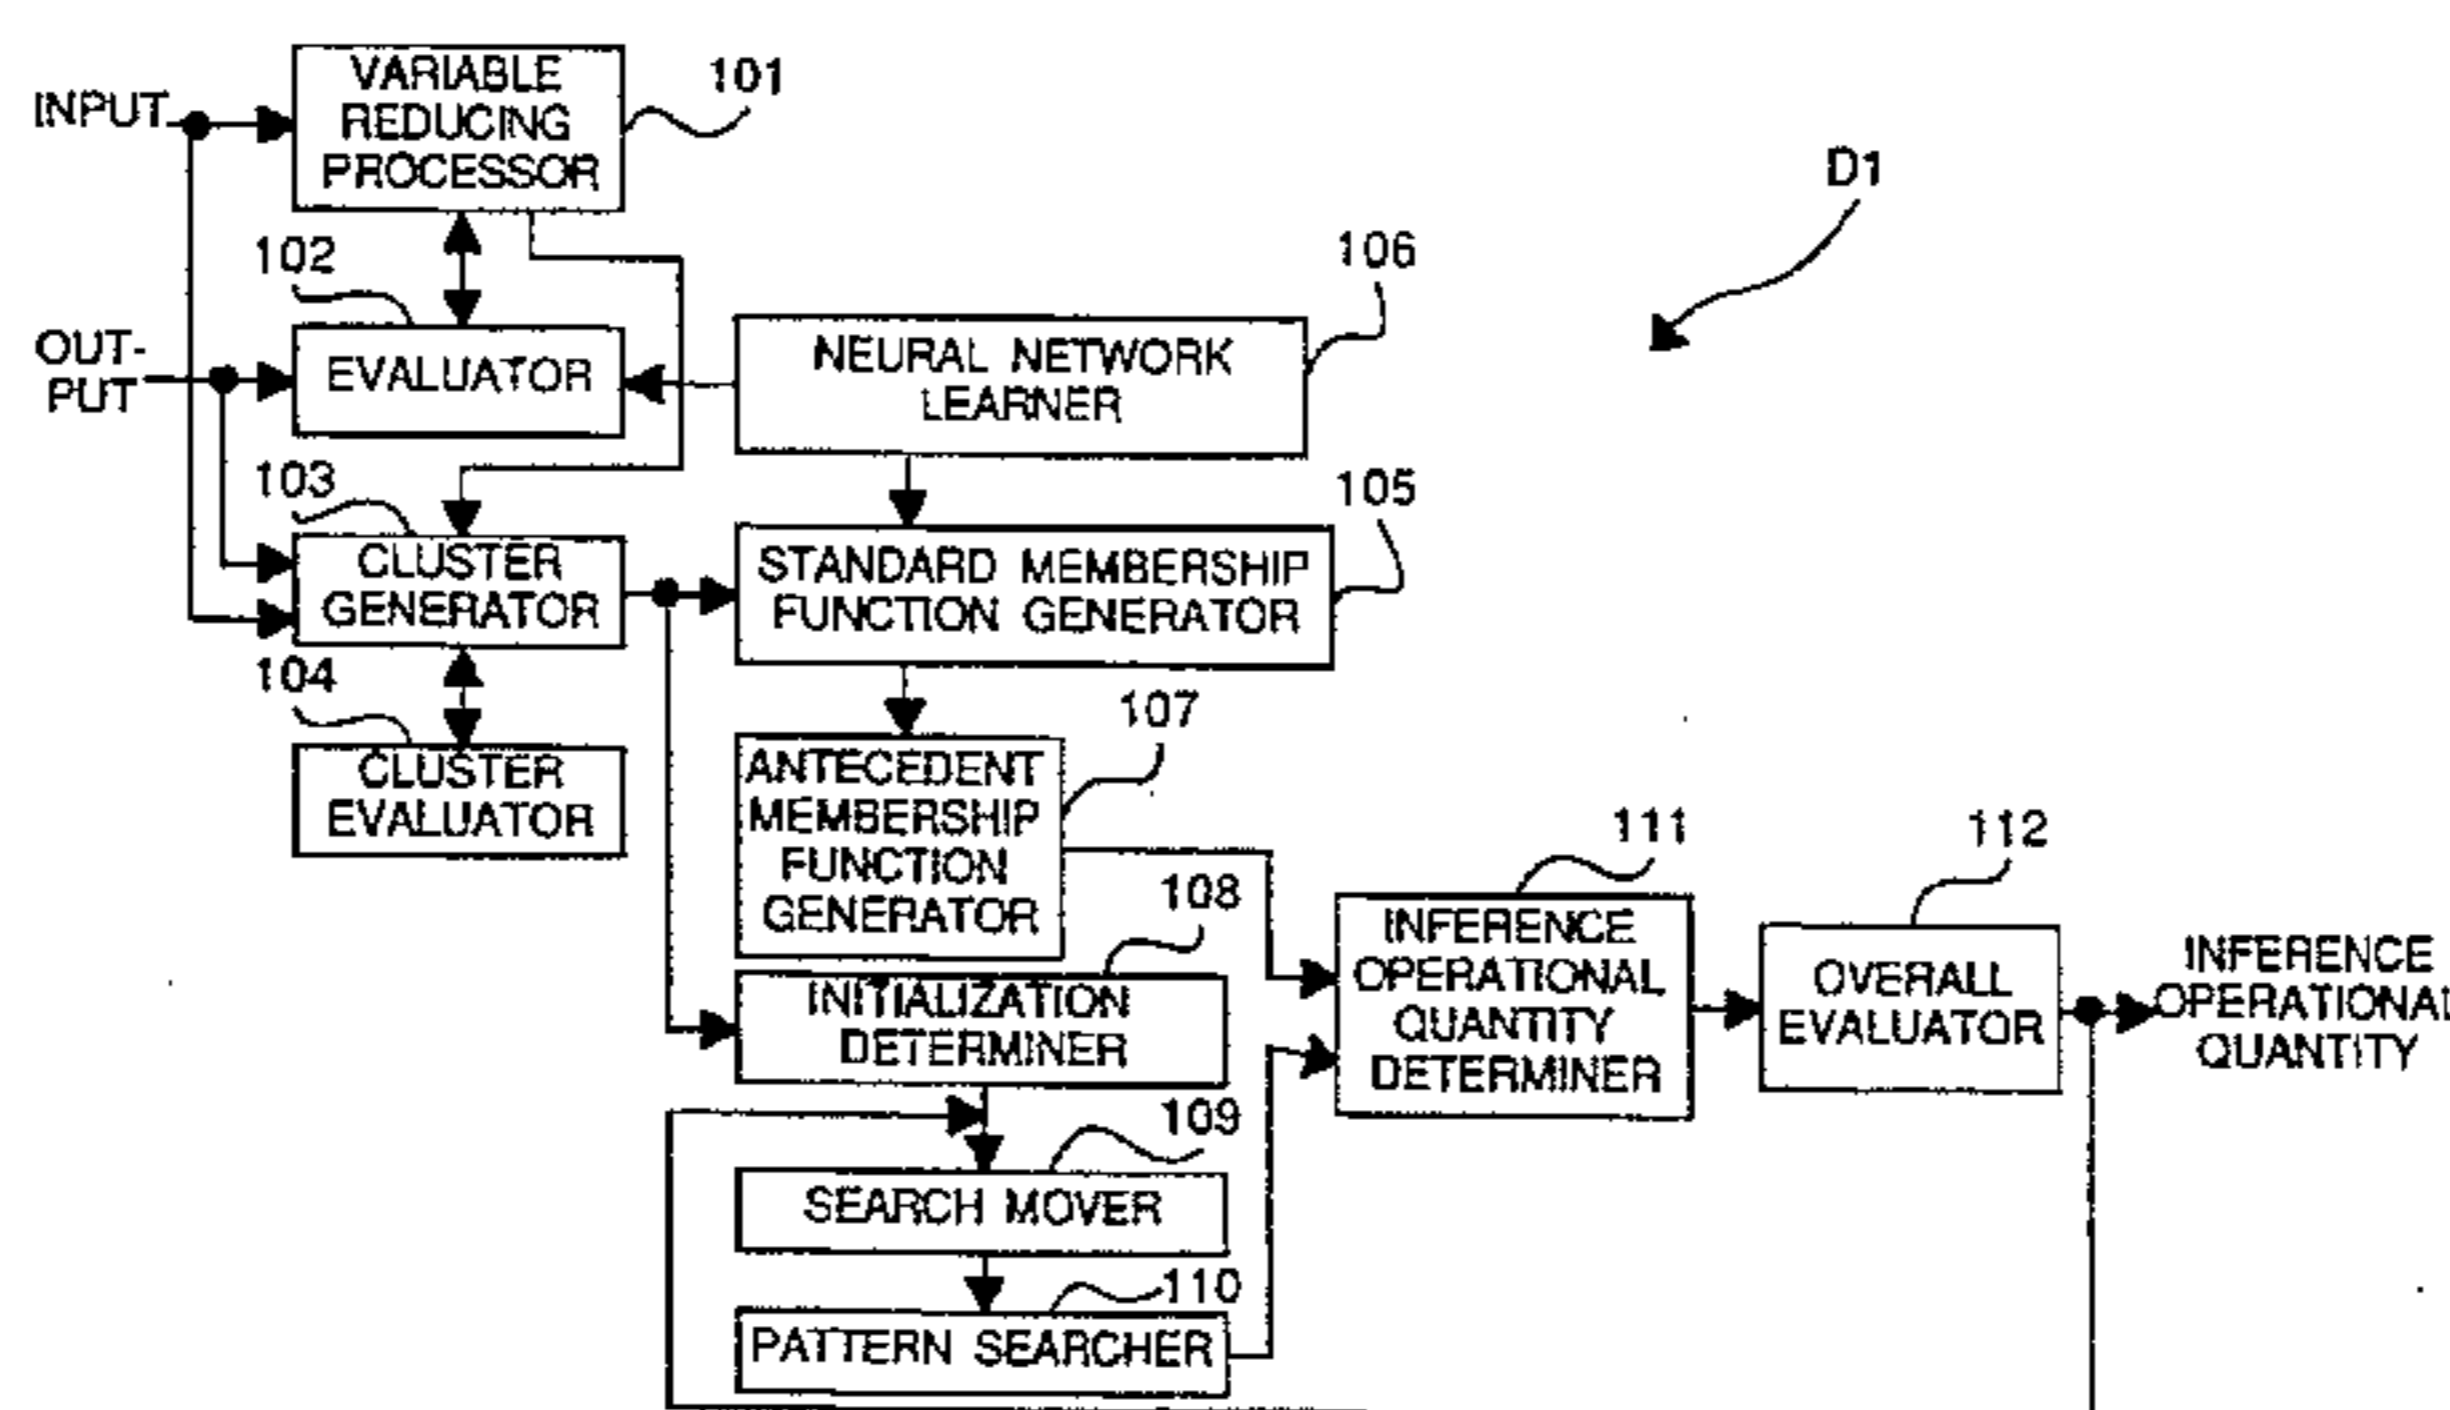 VARIABLE
REDUCING
PROCESSOR
101
INPUT
D1
102
106
OUT-
PUT
EVALUATOR
NEURAL NETWORK
LEARNER
103
105
CLUSTER
GENERATOR
STANDARD MEMBERSHIP
FUNCTION GENERATOR
104
107
CLUSTER
EVALUATOR
ANTECEDENT
MEMBERSHIP
FUNCTION
GENERATOR
108
111
112
INITIALIZATION
DETERMINER
INFERENCE
OPERATIONAL
QUANTITY
DETERMINER
OVERALL
EVALUATOR
INFERENCE
OPERATIONAL
QUANTITY
109
SEARCH MOVER
110
PATTERN SEARCHER